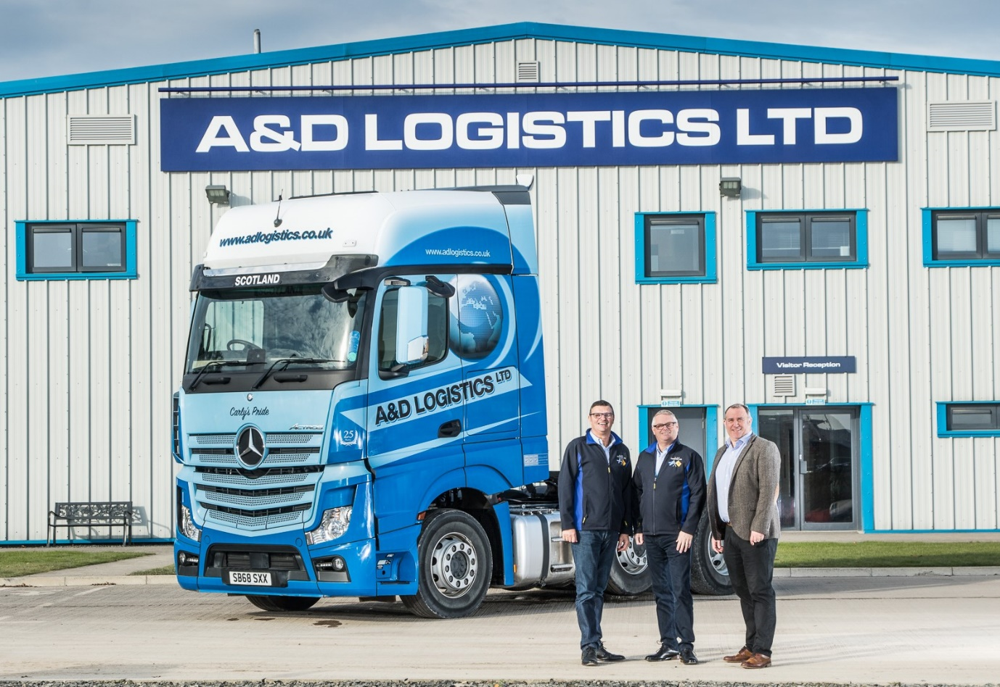 A&D LOGISTICS LTD
www.adlogistics.co.uk
www.adlogistics.co.uk
SCOTLAND
A&D LOGISTICS LTD
Visitor Reception
Carly's Pride
ACTROS
25
SB68 SXX